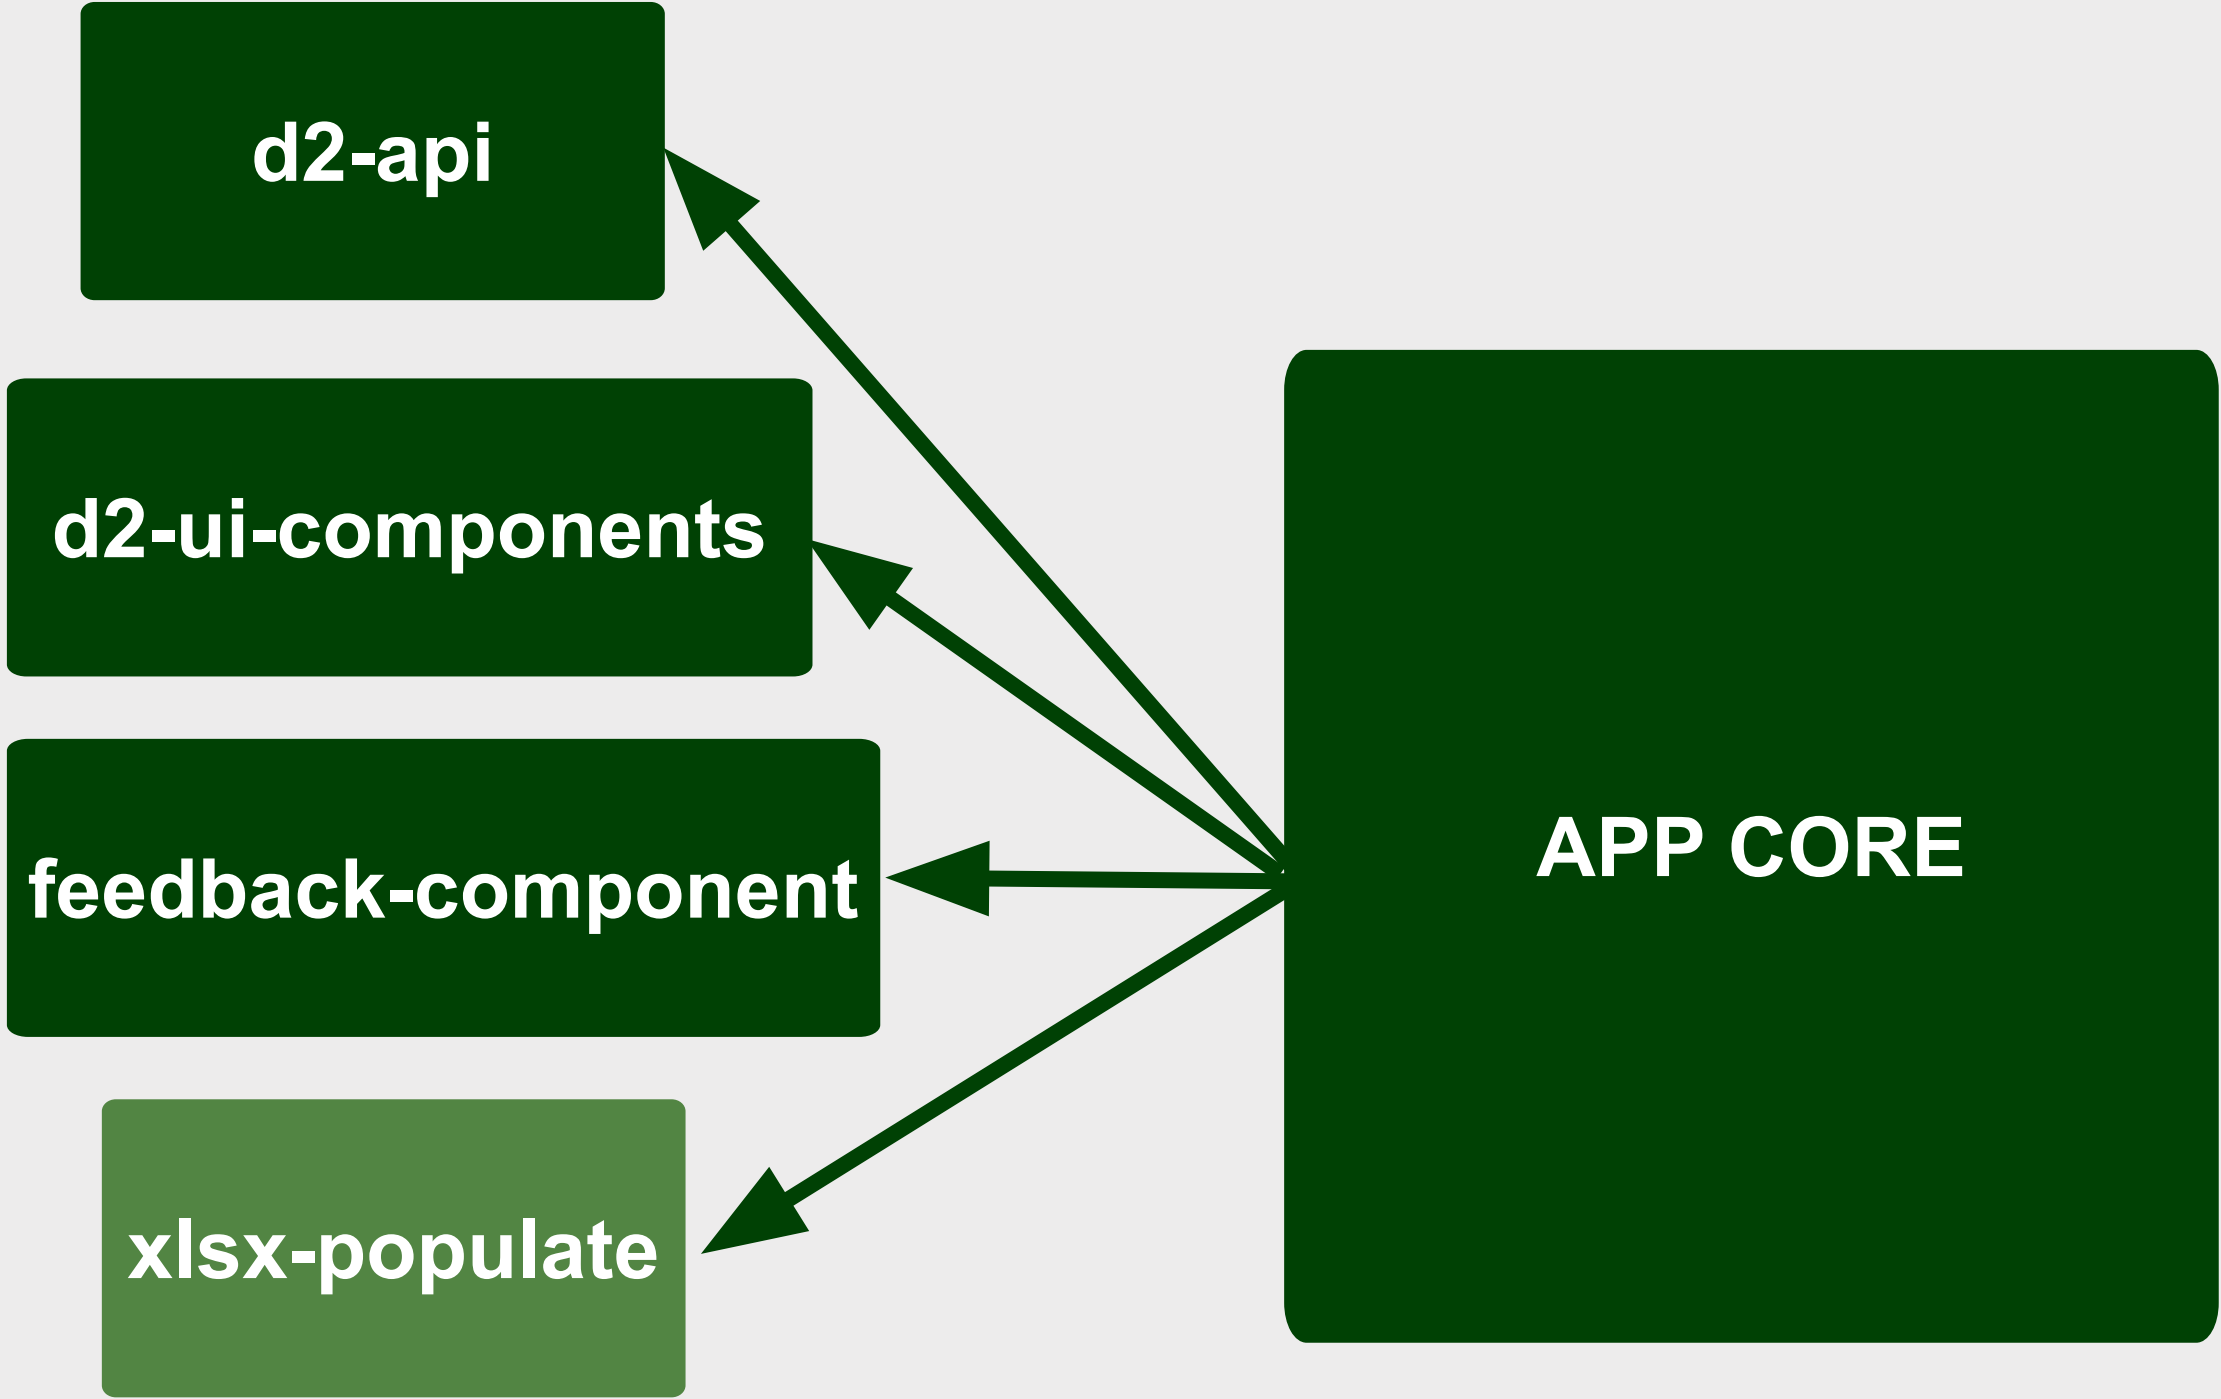 d2-api
d2-ui-components
feedback-component
APP CORE
xlsx-populate